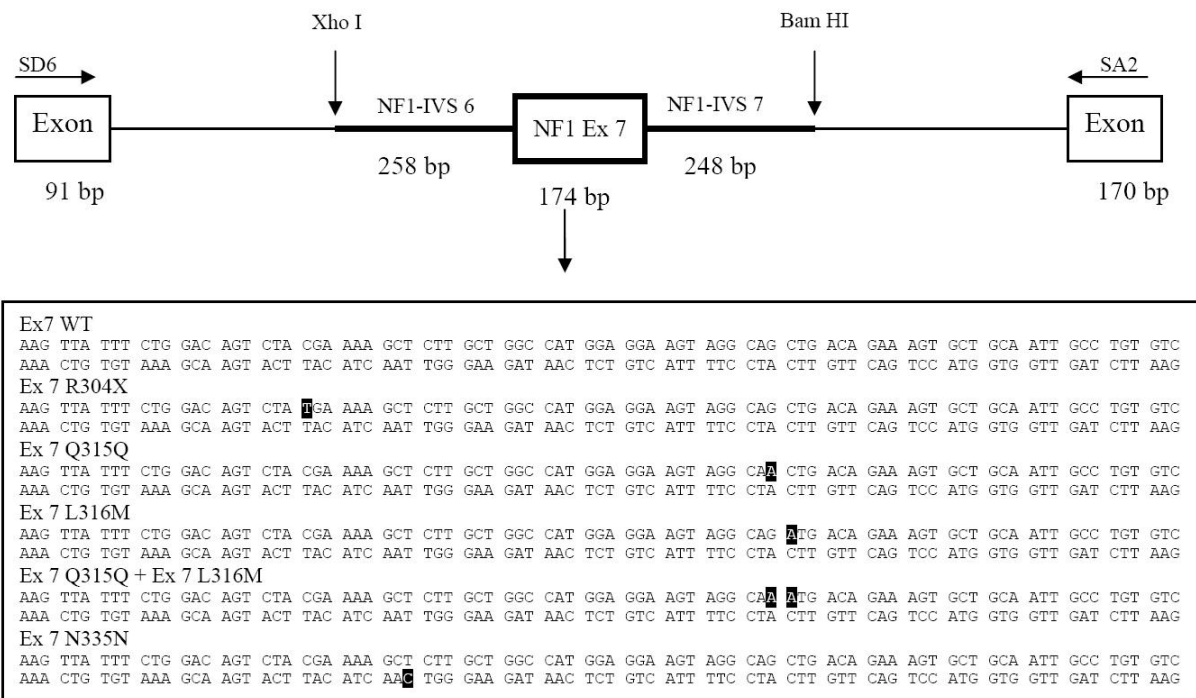 Xho I Bam HI
SD6 SA2
NF1-IVS 6 NF1-IVS 7
Exon NF1 Ex 7 Exon
258 bp 248 bp
91 bp 174 bp 170 bp
Ex7 WT
AAG TTA TTT CTG GAC AGT CTA CGA AAA GCT CTT GCT GGC CAT GGA GGA AGT AGG CAG CTG ACA GAA AGT GCT GCA ATT GCC TGT GTC
AAA CTG TGT AAA GCA AGT ACT TAC ATC AAT TGG GAA GAT AAC TCT GTC ATT TTC CTA CTT GTT CAG TCC ATG GTG GTT GAT CTT AAG
Ex 7 R304X
AAG TTA TTT CTG GAC AGT CTA TGA AAA GCT CTT GCT GGC CAT GGA GGA AGT AGG CAG CTG ACA GAA AGT GCT GCA ATT GCC TGT GTC
AAA CTG TGT AAA GCA AGT ACT TAC ATC AAT TGG GAA GAT AAC TCT GTC ATT TTC CTA CTT GTT CAG TCC ATG GTG GTT GAT CTT AAG
Ex 7 Q315Q
AAG TTA TTT CTG GAC AGT CTA CGA AAA GCT CTT GCT GGC CAT GGA GGA AGT AGG CAA CTG ACA GAA AGT GCT GCA ATT GCC TGT GTC
AAA CTG TGT AAA GCA AGT ACT TAC ATC AAT TGG GAA GAT AAC TCT GTC ATT TTC CTA CTT GTT CAG TCC ATG GTG GTT GAT CTT AAG
Ex 7 L316M
AAG TTA TTT CTG GAC AGT CTA CGA AAA GCT CTT GCT GGC CAT GGA GGA AGT AGG CAG ATG ACA GAA AGT GCT GCA ATT GCC TGT GTC
AAA CTG TGT AAA GCA AGT ACT TAC ATC AAT TGG GAA GAT AAC TCT GTC ATT TTC CTA CTT GTT CAG TCC ATG GTG GTT GAT CTT AAG
Ex 7 Q315Q + Ex 7 L316M
AAG TTA TTT CTG GAC AGT CTA CGA AAA GCT CTT GCT GGC CAT GGA GGA AGT AGG CAA ATG ACA GAA AGT GCT GCA ATT GCC TGT GTC
AAA CTG TGT AAA GCA AGT ACT TAC ATC AAT TGG GAA GAT AAC TCT GTC ATT TTC CTA CTT GTT CAG TCC ATG GTG GTT GAT CTT AAG
Ex 7 N335N
AAG TTA TTT CTG GAC AGT CTA CGA AAA GCT CTT GCT GGC CAT GGA GGA AGT AGG CAG CTG ACA GAA AGT GCT GCA ATT GCC TGT GTC
AAA CTG TGT AAA GCA AGT ACT TAC ATC AAC TGG GAA GAT AAC TCT GTC ATT TTC CTA CTT GTT CAG TCC ATG GTG GTT GAT CTT AAG